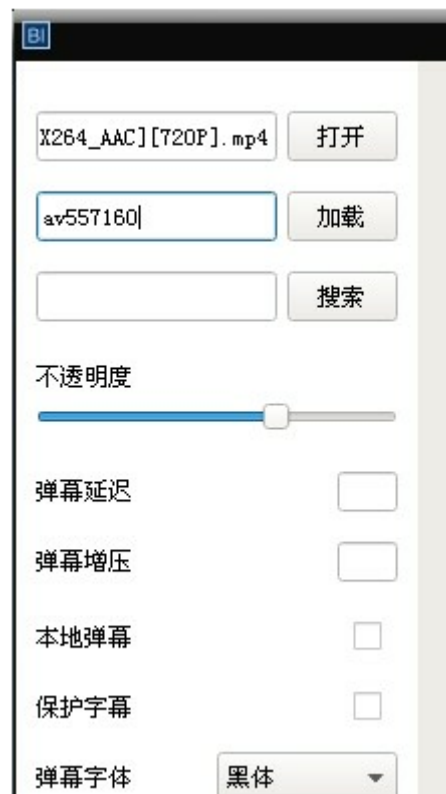 BI
X264_AAC][720P].mp4 打开
av557160 加载
搜索
不透明度
弹幕延迟
弹幕增压
本地弹幕
保护字幕
弹幕字体 黑体